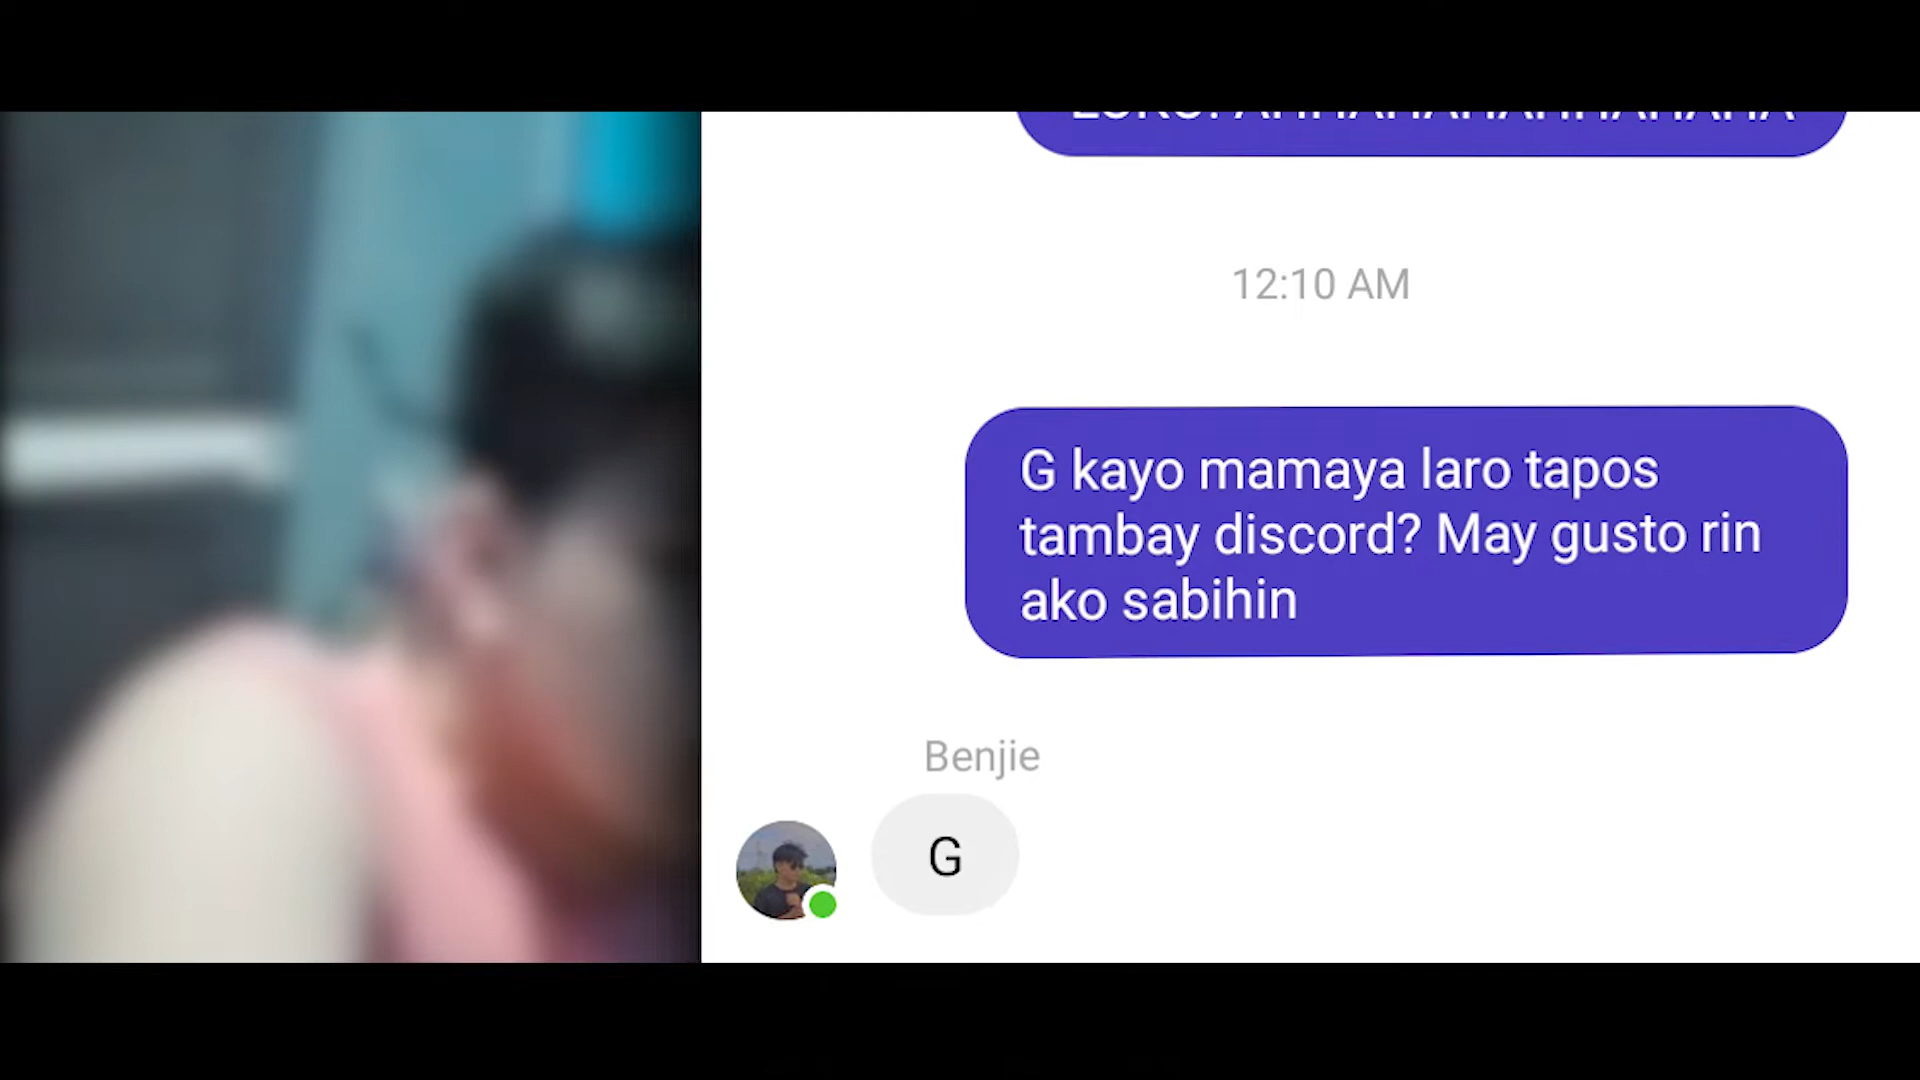 12:10 AM
G kayo mamaya laro tapos
tambay discord? May gusto rin
ako sabihin
Benjie
G